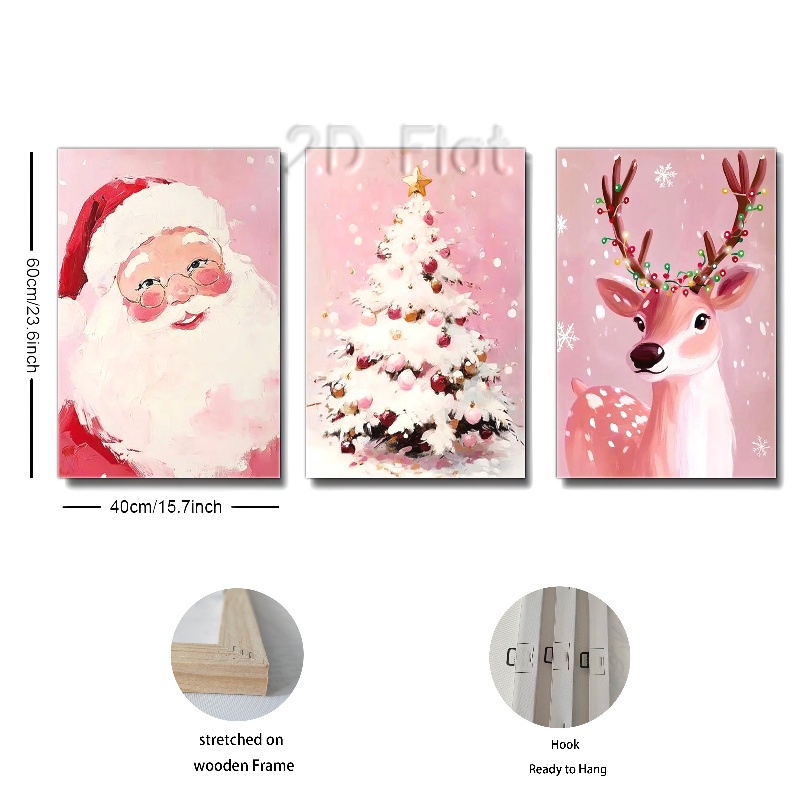 2D Flat
60cm/23.6inch
40cm/15.7inch
stretched on
wooden Frame
Hook
Ready to Hang